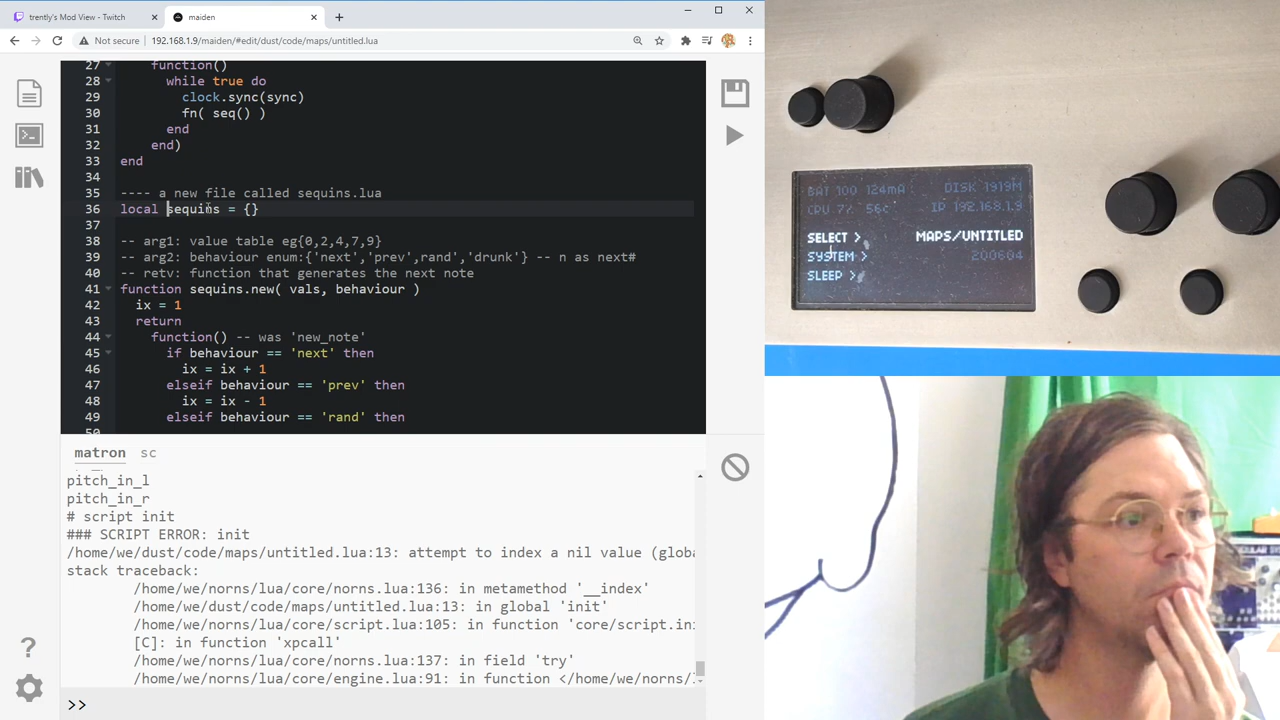 trently's Mod View - Twitch
maiden
Not secure
192.168.1.9/maiden/#edit/dust/code/maps/untitled.lua
27 function()
28 while true do
29 clock.sync(sync)
30 fn( seq() )
31 end
32 end)
33 end
34
35 ---- a new file called sequins.lua
36 local sequins = {}
37
38 -- arg1: value table eg{0,2,4,7,9}
39 -- arg2: behaviour enum:{'next','prev',rand','drunk'} -- n as next#
40 -- retv: function that generates the next note
41 function sequins.new( vals, behaviour )
42 ix = 1
43 return
44 function() -- was 'new_note'
45 if behaviour == 'next' then
46 ix = ix + 1
47 elseif behaviour == 'prev' then
48 ix = ix - 1
49 elseif behaviour == 'rand' then
50
matron sc
pitch_in_l
pitch_in_r
# script init
### SCRIPT ERROR: init
/home/we/dust/code/maps/untitled.lua:13: attempt to index a nil value (globa
stack traceback:
/home/we/norns/lua/core/norns.lua:136: in metamethod '__index'
/home/we/dust/code/maps/untitled.lua:13: in global 'init'
/home/we/norns/lua/core/script.lua:105: in function 'core/script.ini
[C]: in function 'xpcall'
/home/we/norns/lua/core/norns.lua:137: in field 'try'
/home/we/norns/lua/core/engine.lua:91: in function </home/we/norns/
>>
BAT 100 124mA DISK 1919M
CPU 7% 56c IP 192.168.1.9
SELECT > MAPS/UNTITLED
SYSTEM > 200604
SLEEP >